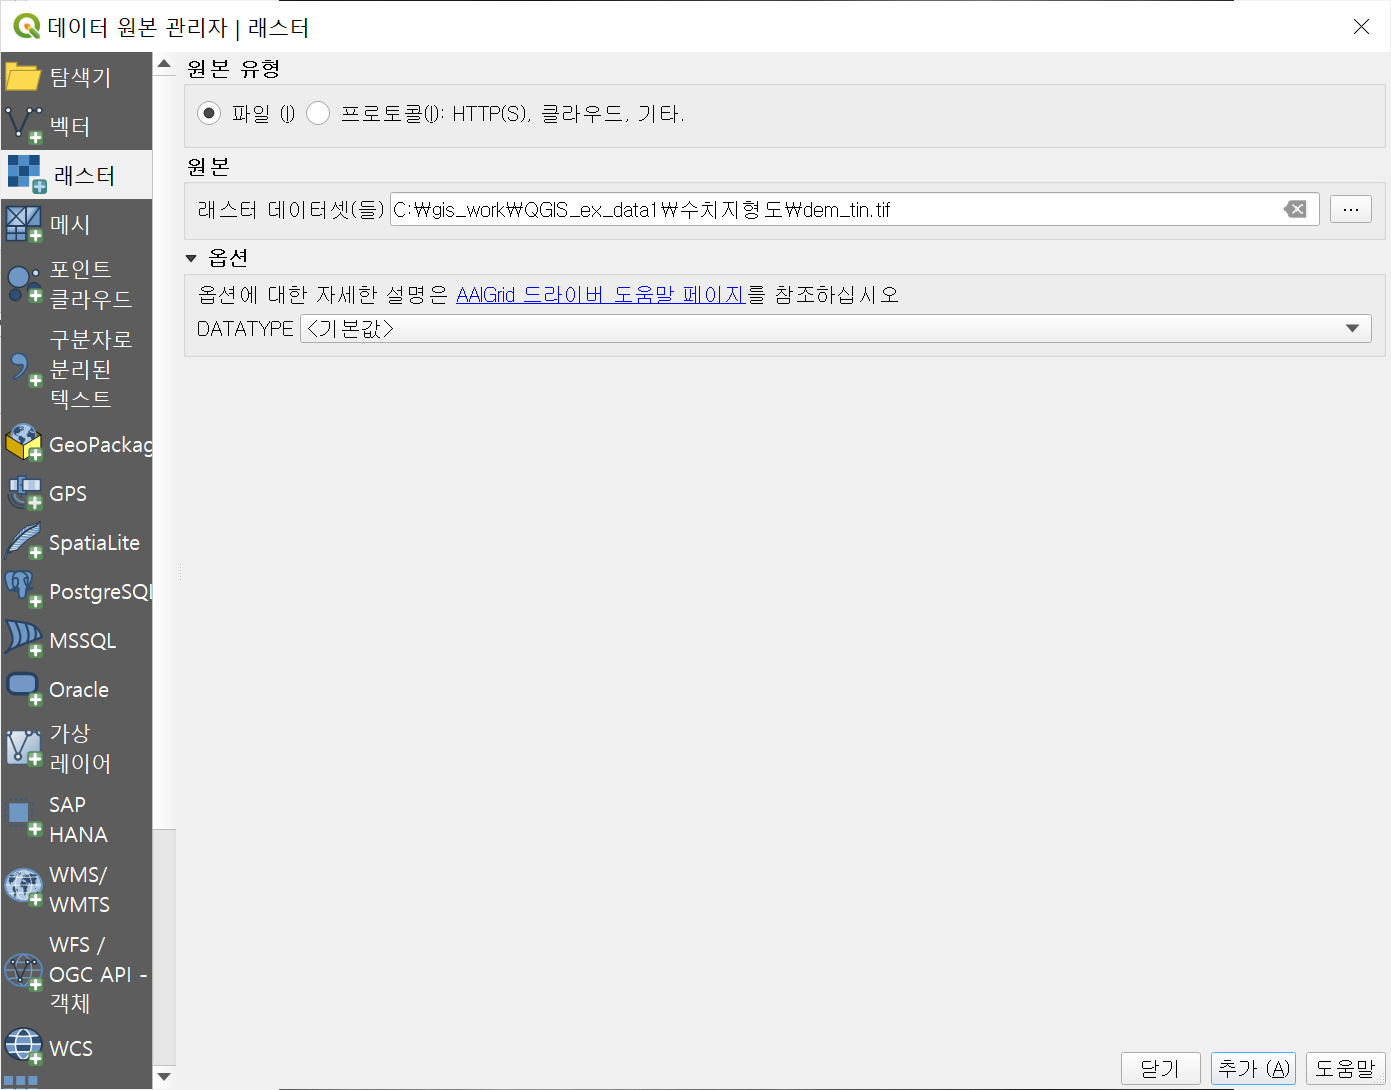 데이터 원본 관리자 | 래스터
탐색기
벡터
래스터
메시
포인트
클라우드
구분자로
분리된
텍스트
GeoPackag
GPS
SpatiaLite
PostgreSQL
MSSQL
Oracle
가상
레이어
SAP
HANA
WMS/
WMTS
WFS /
OGC API -
객체
WCS
원본 유형
파일 (I) 프로토콜(I): HTTP(S), 클라우드, 기타.
원본
래스터 데이터셋(들) C:₩gis_work₩QGIS_ex_data1₩수치지형도₩dem_tin.tif
...
옵션
옵션에 대한 자세한 설명은 AAIGrid 드라이버 도움말 페이지를 참조하십시오
DATATYPE <기본값>
닫기 추가 (A) 도움말